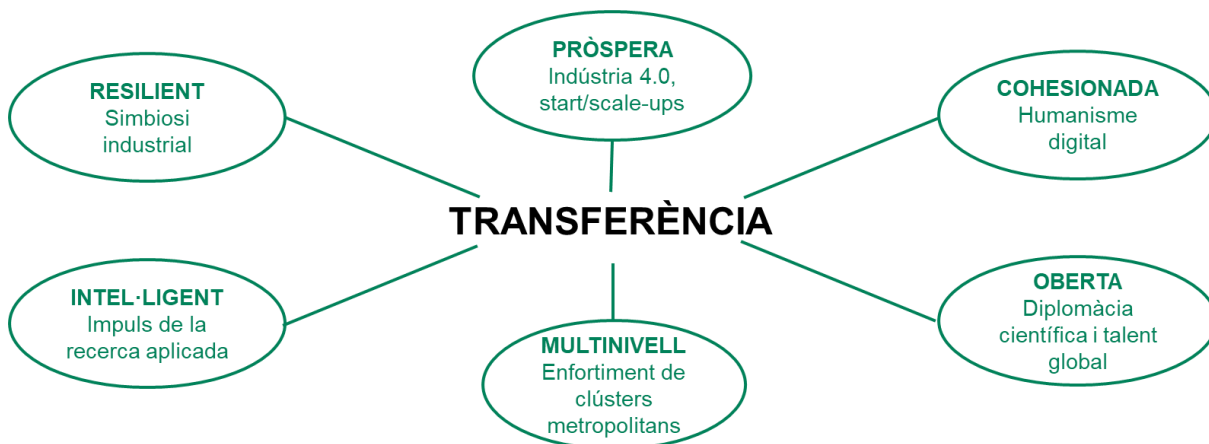 PRÒSPERA
Indústria 4.0,
start/scale-ups
RESILIENT
Simbiosi
industrial
COHESIONADA
Humanisme
digital
TRANSFERÈNCIA
INTEL·LIGENT
Impuls de la
recerca aplicada
MULTINIVELL
Enfortiment de
clústers
metropolitans
OBERTA
Diplomàcia
científica i talent
global